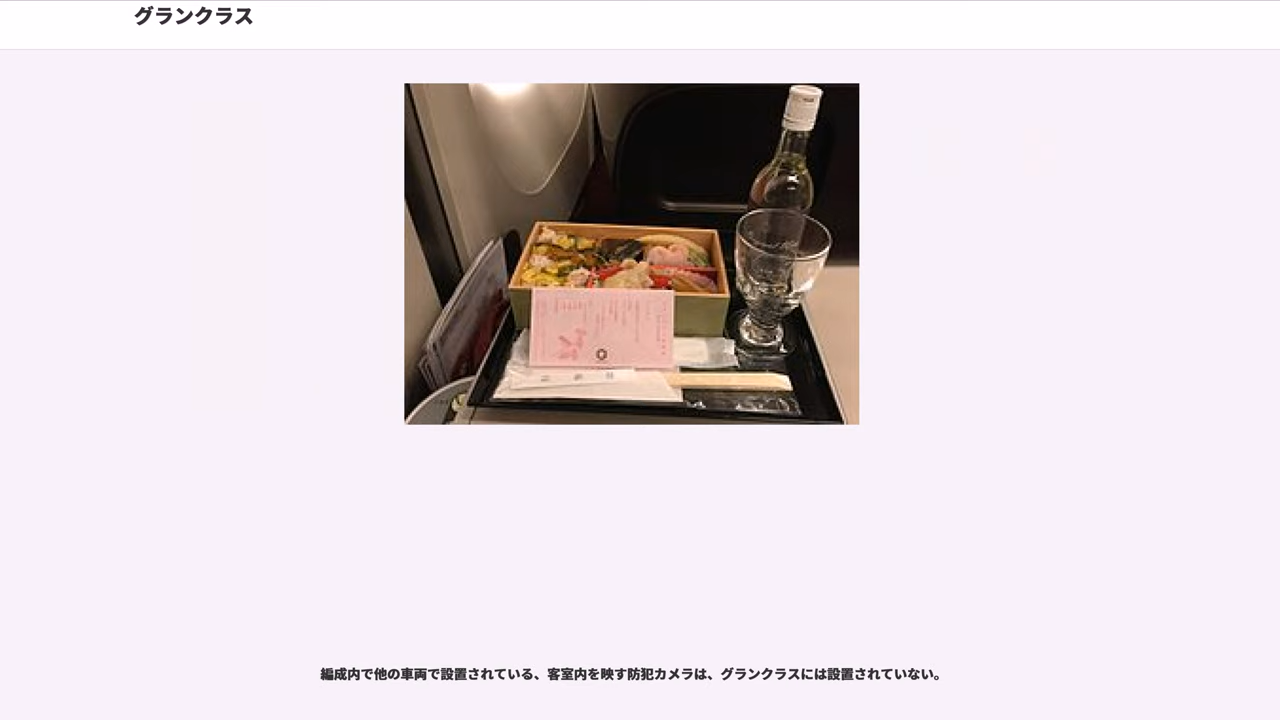 グランクラス
編成内で他の車両で設置されている、客室内を映す防犯カメラは、グランクラスには設置されていない。